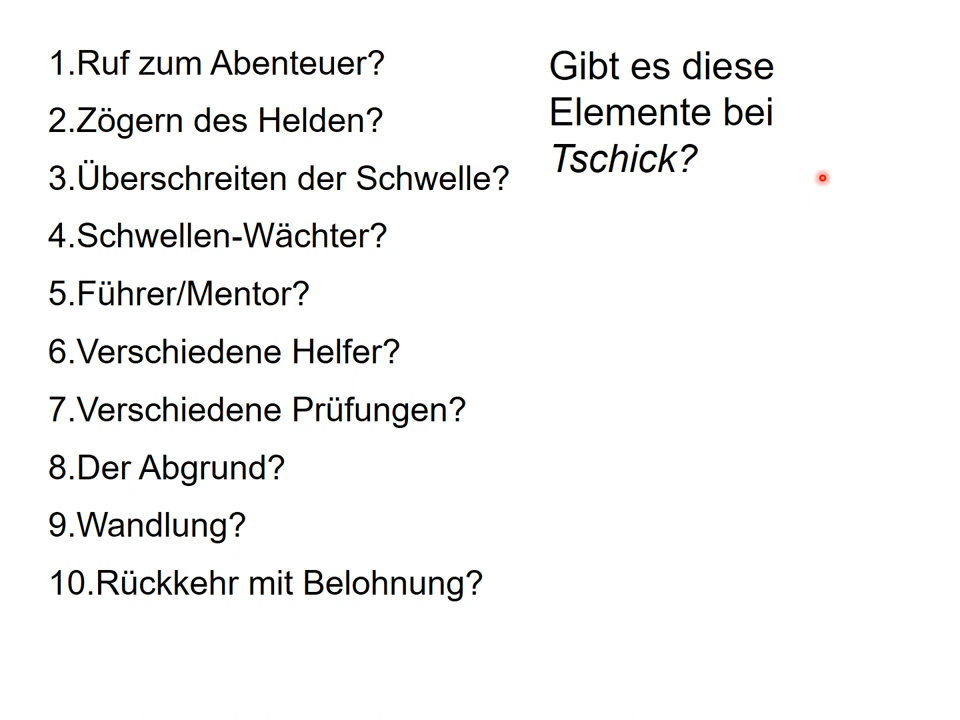 1.Ruf zum Abenteuer?
2.Zögern des Helden?
3.Überschreiten der Schwelle?
4.Schwellen-Wächter?
5.Führer/Mentor?
6.Verschiedene Helfer?
7.Verschiedene Prüfungen?
8.Der Abgrund?
9.Wandlung?
10.Rückkehr mit Belohnung?
Gibt es diese
Elemente bei
Tschick?